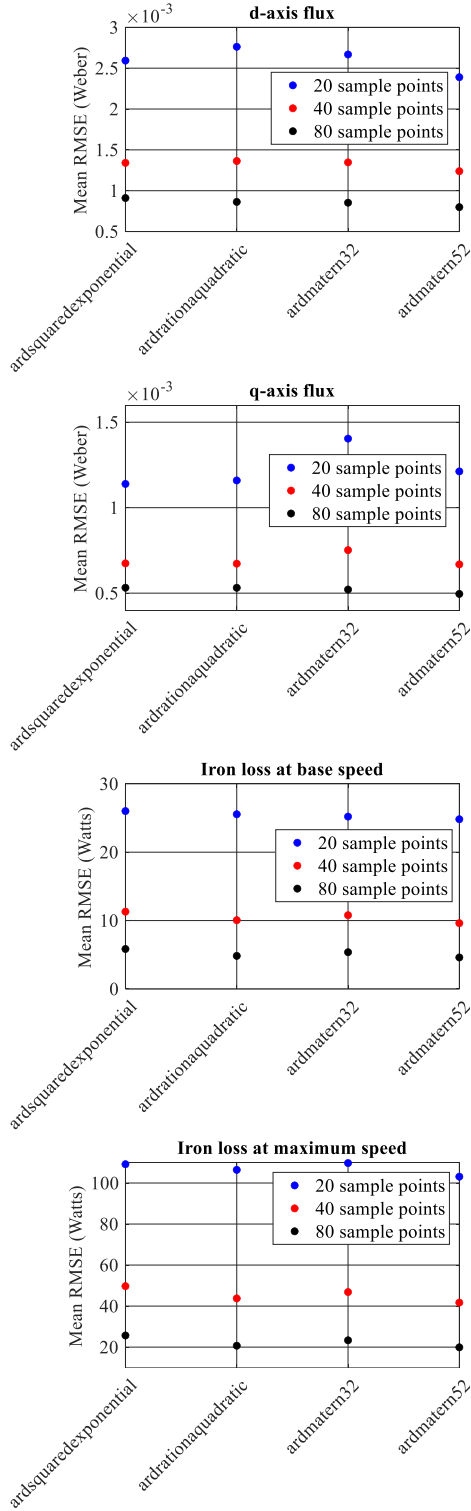 d-axis flux
×10⁻³
3
2.5
2
1.5
1
0.5
Mean RMSE (Weber)
20 sample points
40 sample points
80 sample points
ardsquaredexponential
ardrationaquadratic
ardmatern32
ardmatern52
q-axis flux
×10⁻³
1.5
1
0.5
Mean RMSE (Weber)
20 sample points
40 sample points
80 sample points
ardsquaredexponential
ardrationaquadratic
ardmatern32
ardmatern52
Iron loss at base speed
30
20
10
0
Mean RMSE (Watts)
20 sample points
40 sample points
80 sample points
ardsquaredexponential
ardrationaquadratic
ardmatern32
ardmatern52
Iron loss at maximum speed
100
80
60
40
20
Mean RMSE (Watts)
20 sample points
40 sample points
80 sample points
ardsquaredexponential
ardrationaquadratic
ardmatern32
ardmatern52